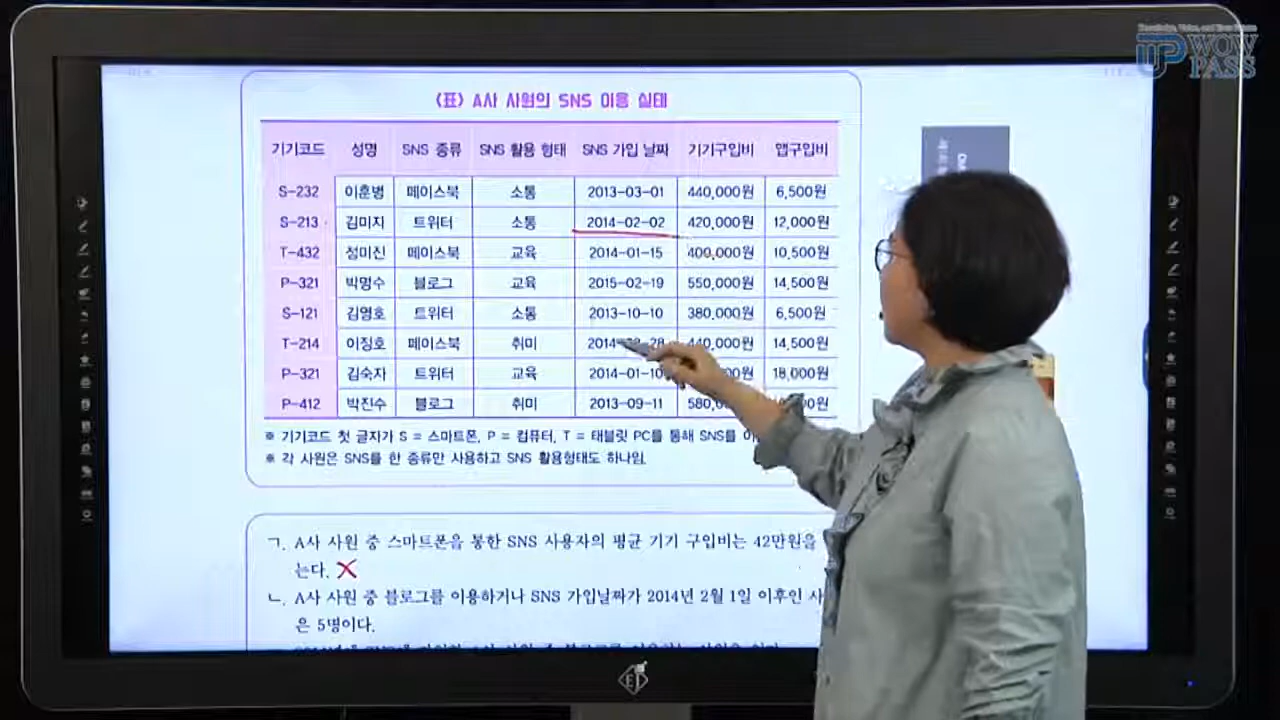 WOW
PASS
〈표〉 A사 사원의 SNS 이용 실태
기기코드 성명 SNS 종류 SNS 활용 형태 SNS 가입 날짜 기기구입비 앱구입비
S-232 이훈병 페이스북 소통 2013-03-01 440,000원 6,500원
S-213 김미지 트위터 소통 2014-02-02 420,000원 12,000원
T-432 정미진 페이스북 교육 2014-01-15 400,000원 10,500원
P-321 박명수 블로그 교육 2015-02-19 550,000원 14,500원
S-121 김영호 트위터 소통 2013-10-10 380,000원 6,500원
T-214 이정호 페이스북 취미 440,000원 14,500원
P-321 김숙자 트위터 교육 2014-01-10 18,000원
P-412 박진수 블로그 취미 2013-09-11
※ 기기코드 첫 글자가 S = 스마트폰, P = 컴퓨터, T = 태블릿 PC를 통해 SNS를
※ 각 사원은 SNS를 한 종류만 사용하고 SNS 활용형태도 하나임.
ㄱ. A사 사원 중 스마트폰을 통한 SNS 사용자의 평균 기기 구입비는 42만원을
는다. X
ㄴ. A사 사원 중 블로그를 이용하거나 SNS 가입날짜가 2014년 2월 1일 이후인 사
은 5명이다.